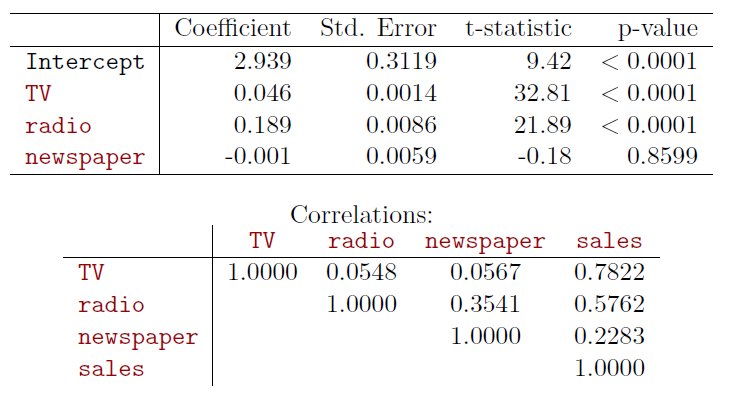 Coefficient Std. Error t-statistic p-value
Intercept 2.939 0.3119 9.42 < 0.0001
TV 0.046 0.0014 32.81 < 0.0001
radio 0.189 0.0086 21.89 < 0.0001
newspaper -0.001 0.0059 -0.18 0.8599
Correlations:
TV radio newspaper sales
TV 1.0000 0.0548 0.0567 0.7822
radio 1.0000 0.3541 0.5762
newspaper 1.0000 0.2283
sales 1.0000